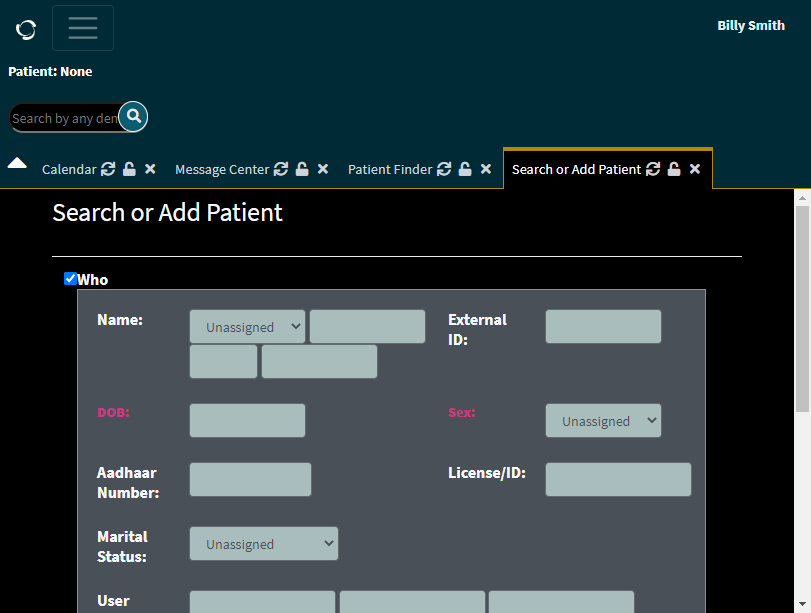 Billy Smith
Patient: None
Search by any den
Calendar Message Center Patient Finder Search or Add Patient
Search or Add Patient
Who
Name: Unassigned External ID:
DOB: Sex: Unassigned
Aadhaar Number: License/ID:
Marital Status: Unassigned
User